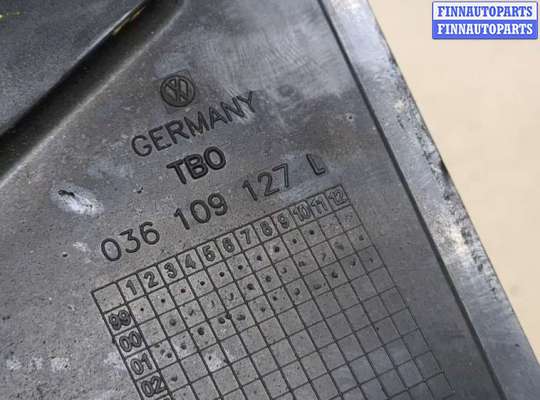 FINNAUTOPARTS
FINNAUTOPARTS
VW
GERMANY
TBO
036 109 127 L
1 2 3 4 5 6 7 8 9 10 11 12
99
00
01
02